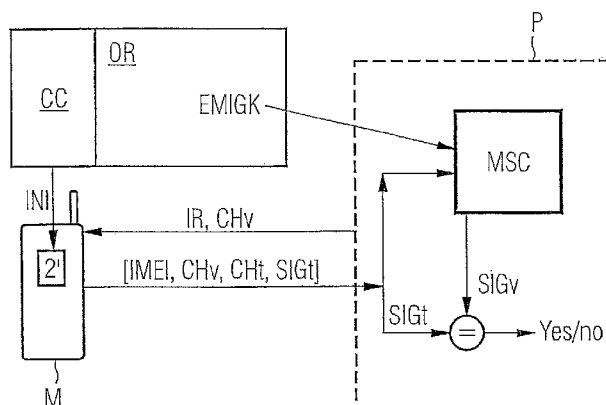 P
OR
CC
EMIGK
MSC
INI
IR, CHv
2'
[IMEI, CHv, CHt, SIGt]
SIGv
SIGt
=
Yes/no
M